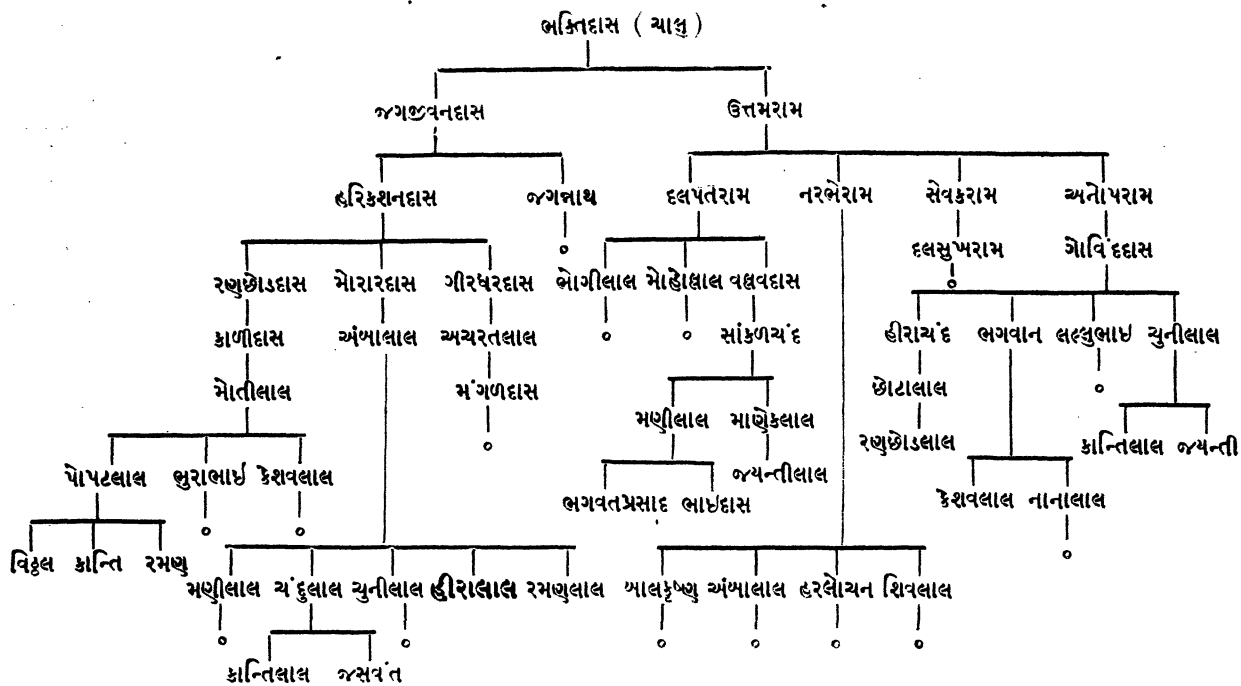 ભક્તિદાસ ( ચાલુ )
જગજીવનદાસ ઉત્તમરામ
હરિકશનદાસ જગન્નાથ દલપતરામ નરભેરામ સેવકરામ અનોપરામ
દલસુખરામ ગોવિંદદાસ
રણછોડદાસ મોરારદાસ ગીરધરદાસ ભોગીલાલ મોહોલાલ વલ્લવદાસ
કાળીદાસ અંબાલાલ અચરતલાલ સાંકળચંદ હીરાચંદ ભગવાન લલ્લુભાઇ ચુનીલાલ
મોતીલાલ મંગળદાસ છોટાલાલ
મણીલાલ માણેકલાલ રણછોડલાલ કાન્તિલાલ જયન્તી
પોપટલાલ ભુરાભાઇ કેશવલાલ જયન્તીલાલ
ભગવતપ્રસાદ ભાઇદાસ કેશવલાલ નાનાલાલ
વિઠ્ઠલ કાન્તિ રમણ
મણીલાલ ચંદુલાલ ચુનીલાલ હીરાલાલ રમણલાલ બાલકૃષ્ણ અંબાલાલ હરલોચન શિવલાલ
કાન્તિલાલ જસવંત